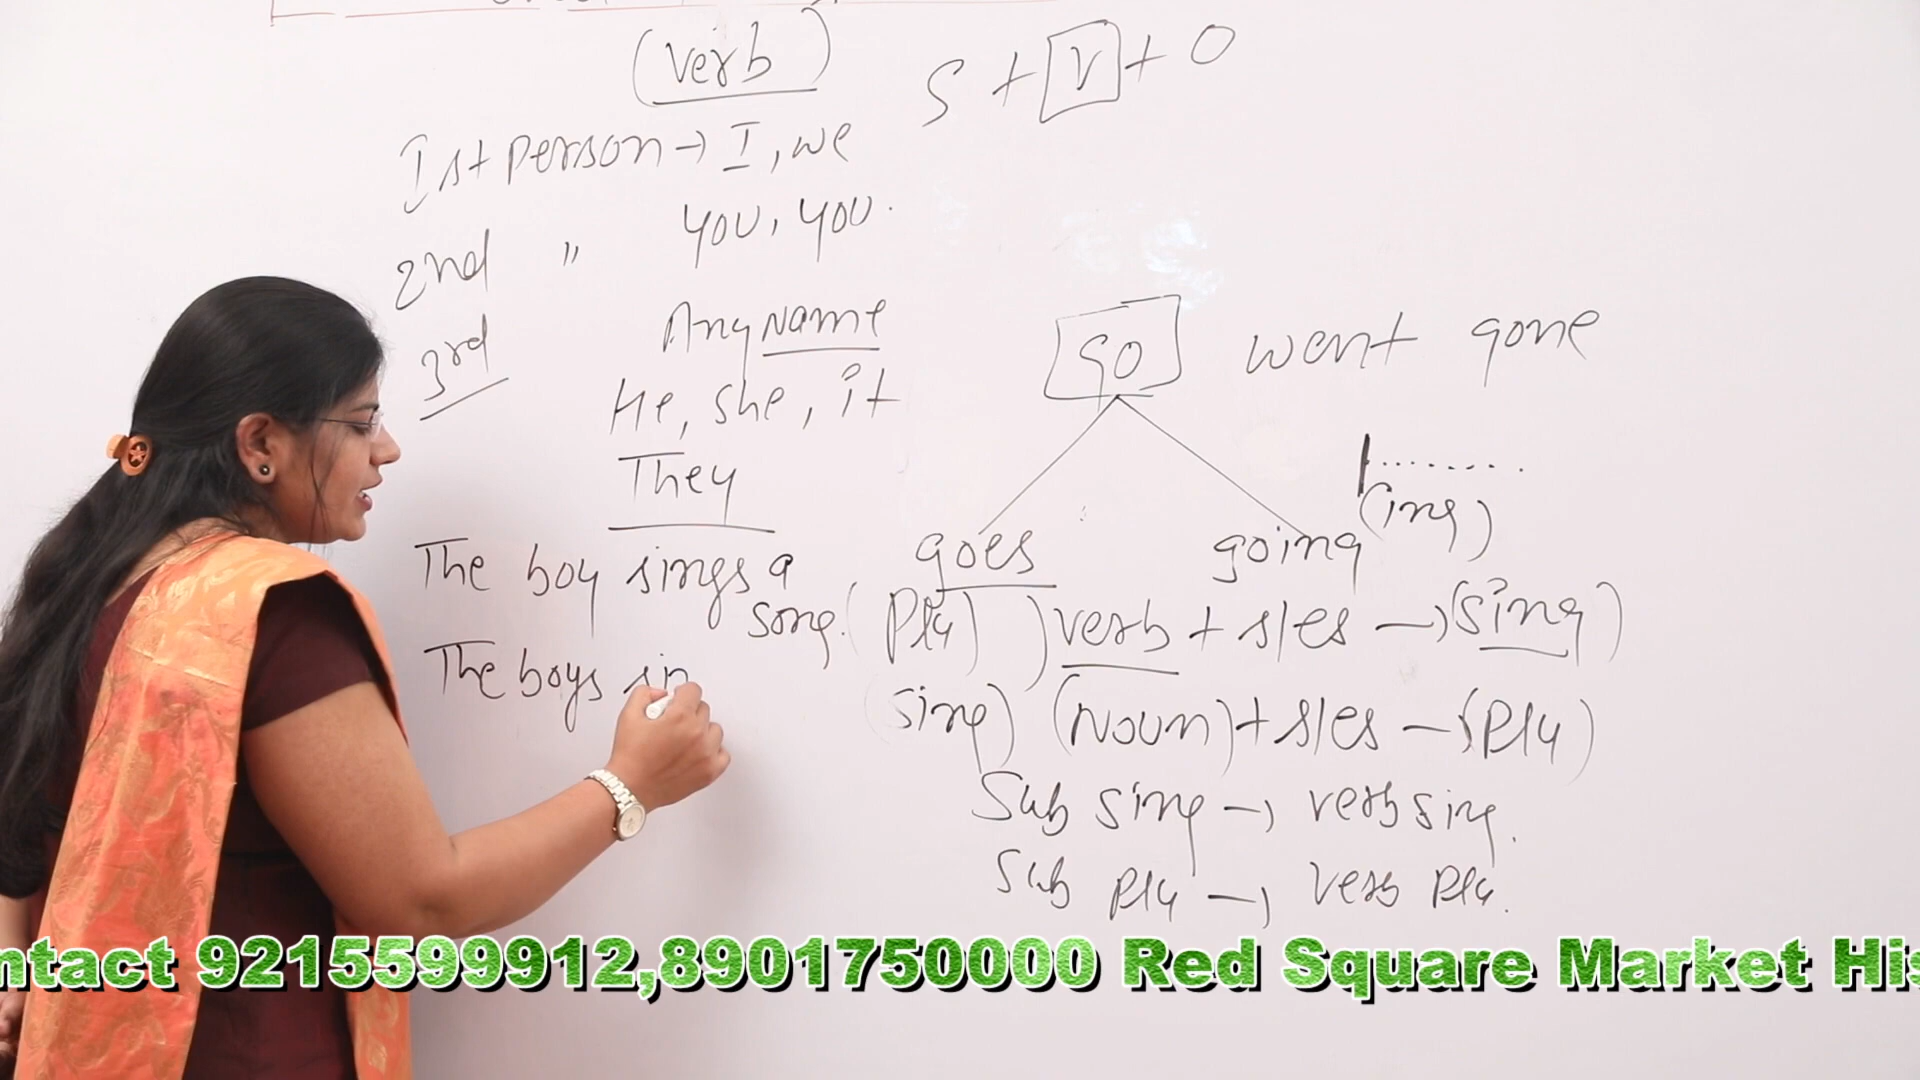 (verb)
S + V + O
Ist person → I, we
2nd " you, you.
3rd Any name
He, she, it
They
go went gone
goes going (ing)
The boy sings a
song.
The boys sin
(Plu) verb + s/es → (sing)
(sing) (Noun) + s/es → (Plu)
Sub sing → verb sing.
Sub Plu → Verb Plu.
ntact 9215599912,8901750000 Red Square Market His